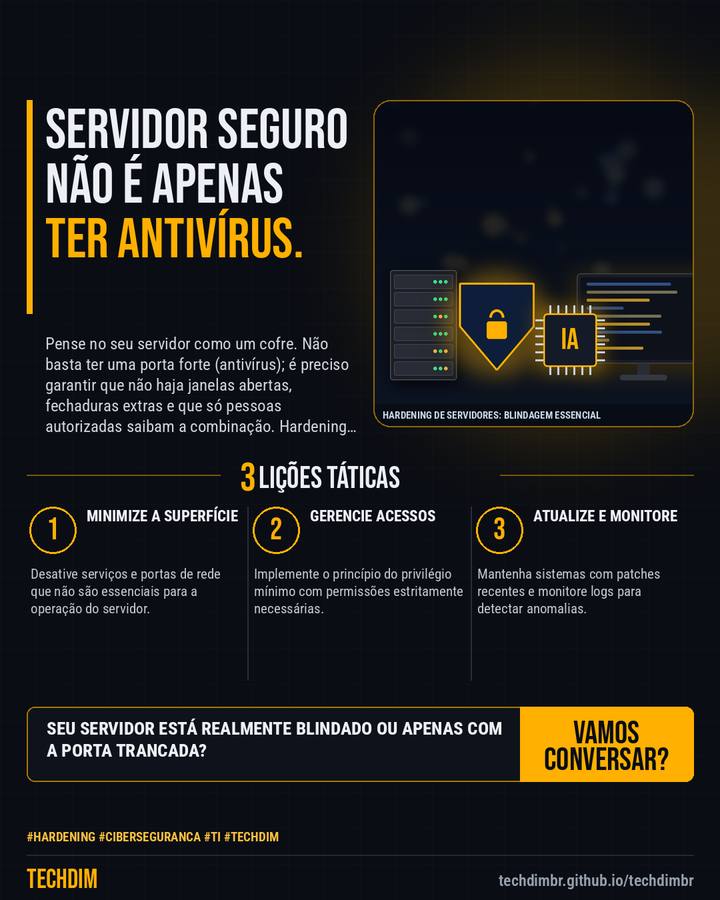 SERVIDOR SEGURO
NÃO É APENAS
TER ANTIVÍRUS.
Pense no seu servidor como um cofre. Não
basta ter uma porta forte (antivírus); é preciso
garantir que não haja janelas abertas,
fechaduras extras e que só pessoas
autorizadas saibam a combinação. Hardening…
IA
HARDENING DE SERVIDORES: BLINDAGEM ESSENCIAL
3 LIÇÕES TÁTICAS
1 MINIMIZE A SUPERFÍCIE
Desative serviços e portas de rede
que não são essenciais para a
operação do servidor.
2 GERENCIE ACESSOS
Implemente o princípio do privilégio
mínimo com permissões estritamente
necessárias.
3 ATUALIZE E MONITORE
Mantenha sistemas com patches
recentes e monitore logs para
detectar anomalias.
SEU SERVIDOR ESTÁ REALMENTE BLINDADO OU APENAS COM
A PORTA TRANCADA?
VAMOS
CONVERSAR?
#HARDENING #CIBERSEGURANCA #TI #TECHDIM
TECHDIM
techdimbr.github.io/techdimbr